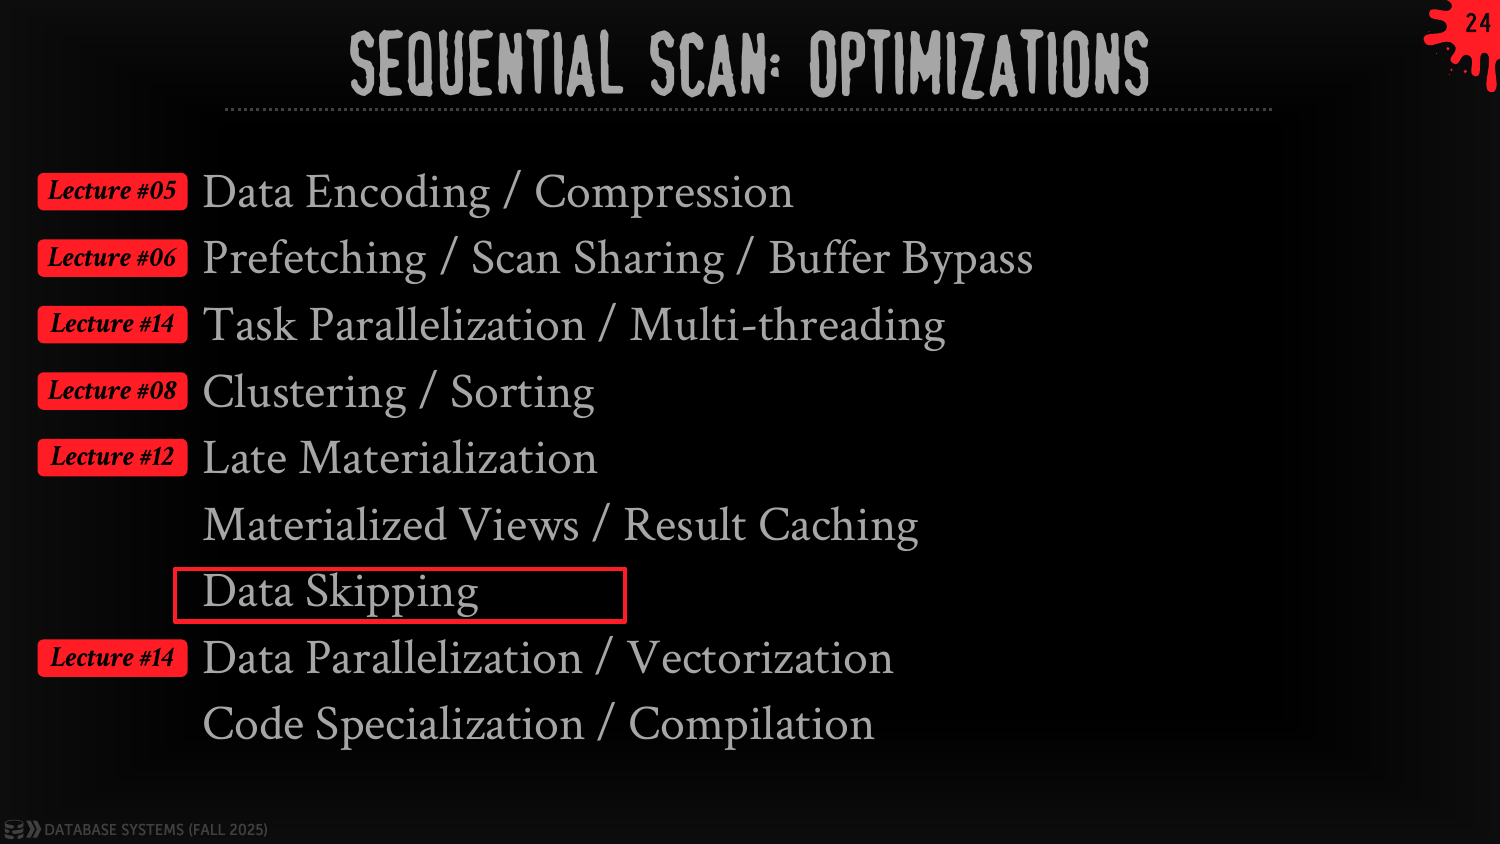 24
SEQUENTIAL SCAN: OPTIMIZATIONS
Lecture #05 Data Encoding / Compression
Lecture #06 Prefetching / Scan Sharing / Buffer Bypass
Lecture #14 Task Parallelization / Multi-threading
Lecture #08 Clustering / Sorting
Lecture #12 Late Materialization
Materialized Views / Result Caching
Data Skipping
Lecture #14 Data Parallelization / Vectorization
Code Specialization / Compilation
DATABASE SYSTEMS (FALL 2025)